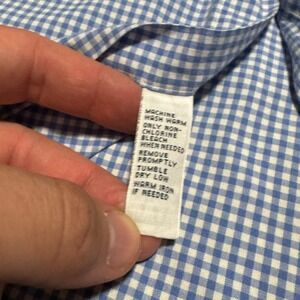 MACHINE
WASH WARM
ONLY NON-
CHLORINE
BLEACH
WHEN NEEDED
REMOVE
PROMPTLY
TUMBLE
DRY LOW
WARM IRON
IF NEEDED